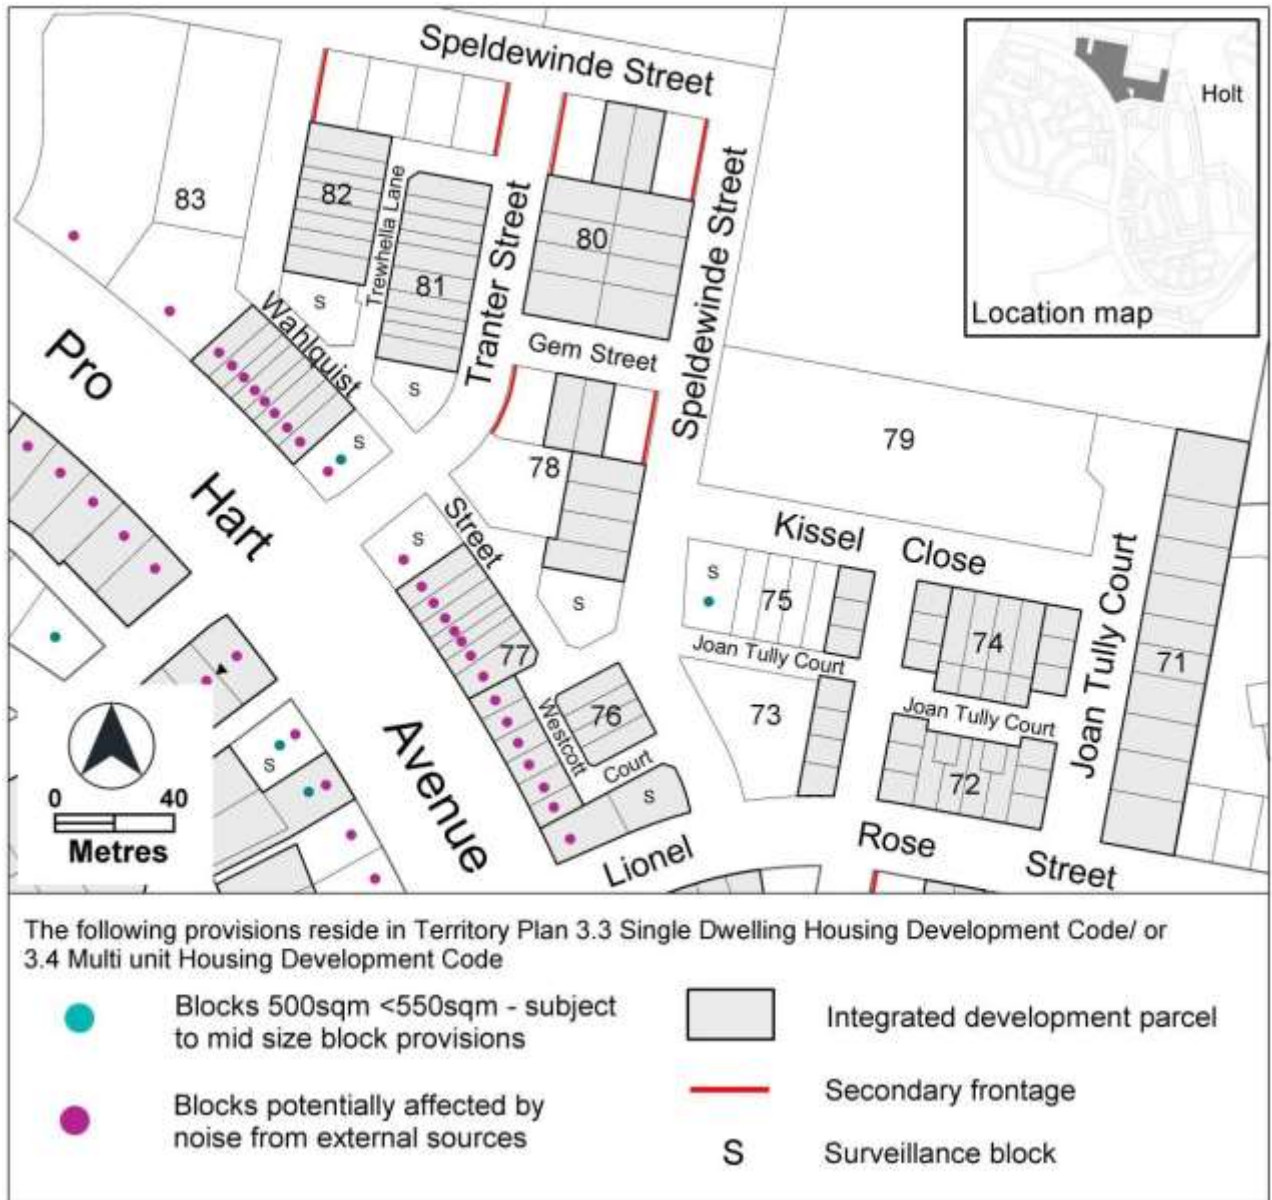 Speldewinde Street
Holt
Location map
83
82
Trewhella Lane
81
Tranter Street
80
Speldewinde Street
S
Wahlquist
S
Gem Street
Pro
S
79
78
Hart
Street
S
Kissel Close
S
75
S
77
Joan Tully Court
74
Joan Tully Court
71
76
Westcott
Court
73
Joan Tully Court
72
S
S
0 40
Metres
Avenue
Lionel
Rose
Street
The following provisions reside in Territory Plan 3.3 Single Dwelling Housing Development Code/ or
3.4 Multi unit Housing Development Code
Blocks 500sqm <550sqm - subject
to mid size block provisions
Integrated development parcel
Blocks potentially affected by
noise from external sources
Secondary frontage
S Surveillance block